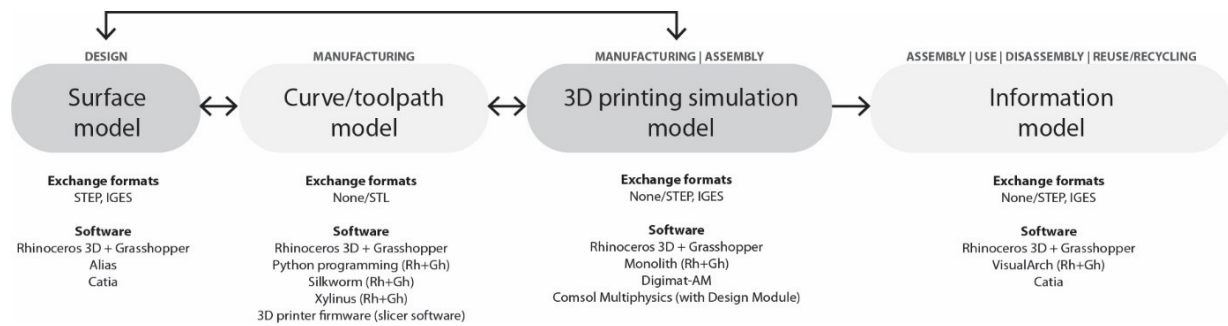 DESIGN
Surface
model
Exchange formats
STEP, IGES
Software
Rhinoceros 3D + Grasshopper
Alias
Catia
MANUFACTURING
Curve/toolpath
model
Exchange formats
None/STL
Software
Rhinoceros 3D + Grasshopper
Python programming (Rh+Gh)
Silkworm (Rh+Gh)
Xylinus (Rh+Gh)
3D printer firmware (slicer software)
MANUFACTURING | ASSEMBLY
3D printing simulation
model
Exchange formats
None/STEP, IGES
Software
Rhinoceros 3D + Grasshopper
Monolith (Rh+Gh)
Digimat-AM
Comsol Multiphysics (with Design Module)
ASSEMBLY | USE | DISASSEMBLY | REUSE/RECYCLING
Information
model
Exchange formats
None/STEP, IGES
Software
Rhinoceros 3D + Grasshopper
VisualArch (Rh+Gh)
Catia